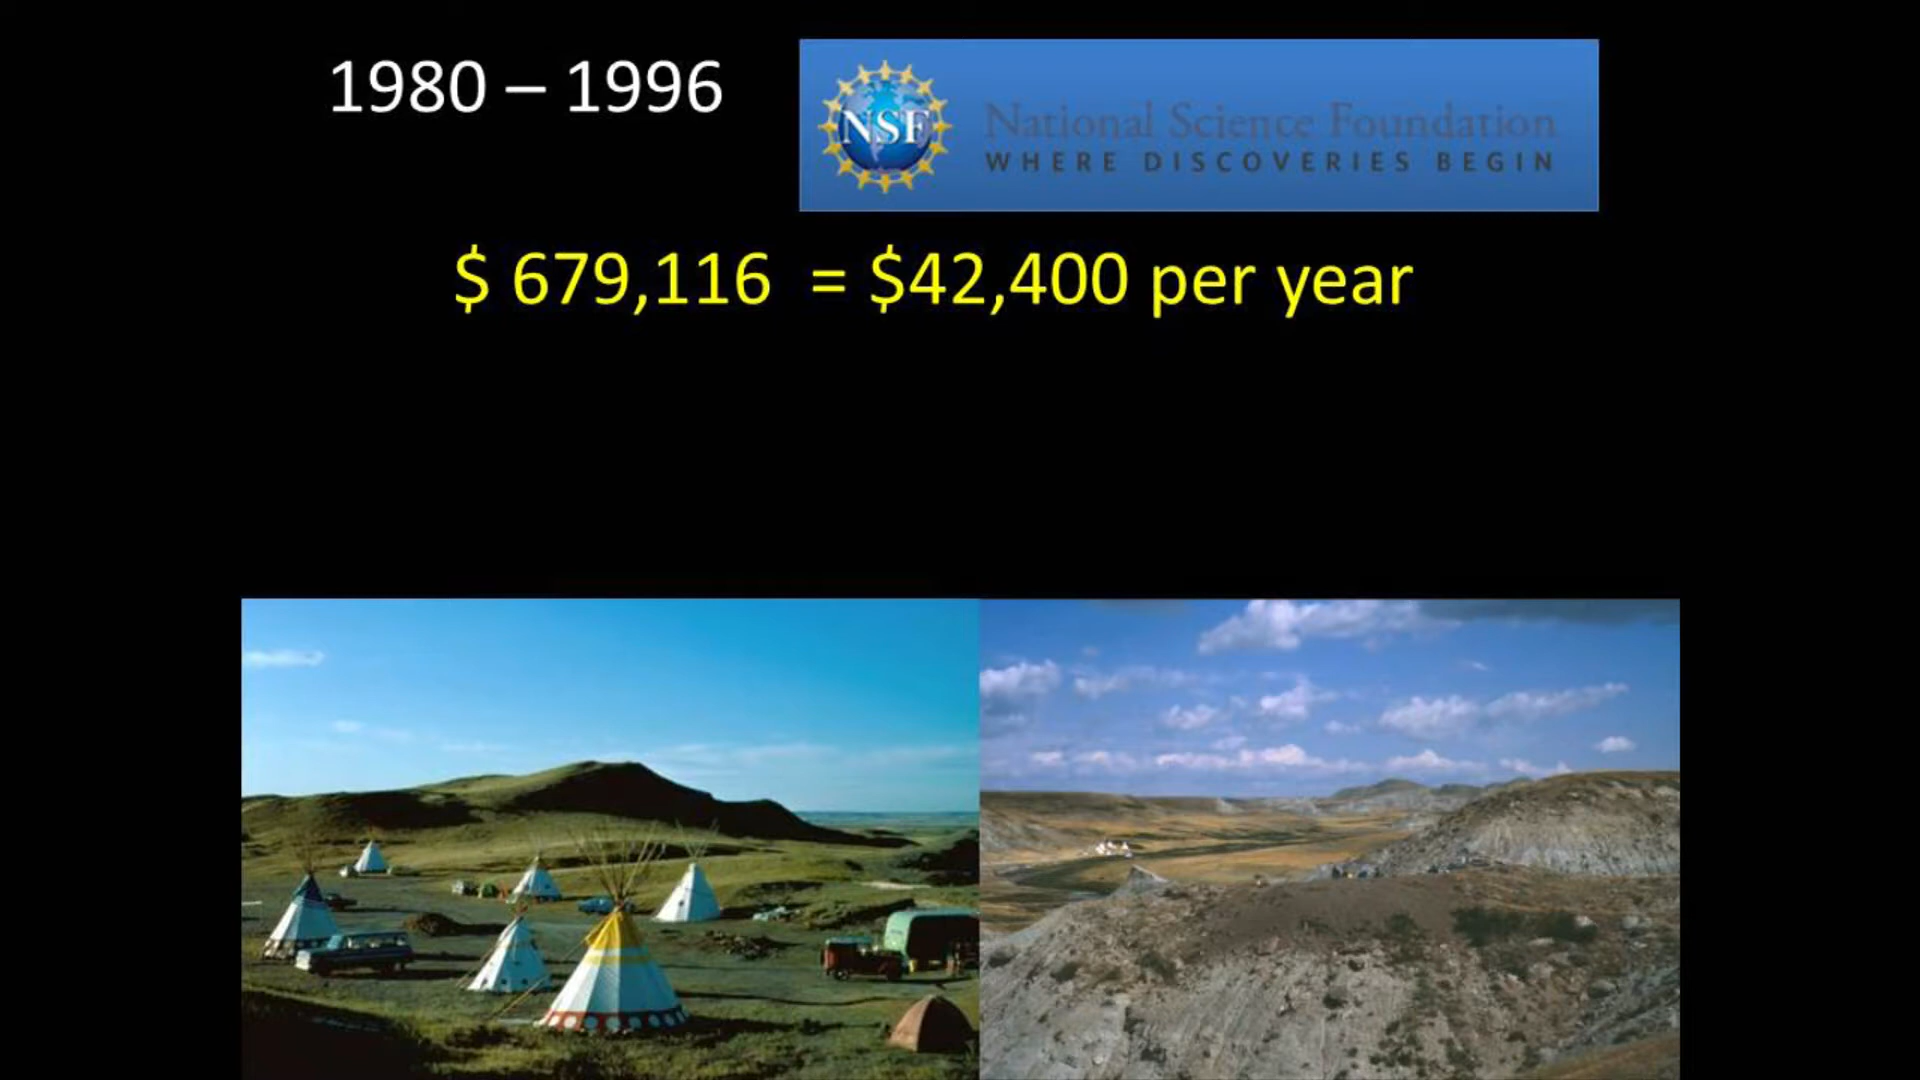 1980 – 1996
NSF
National Science Foundation
WHERE DISCOVERIES BEGIN
$ 679,116 = $42,400 per year